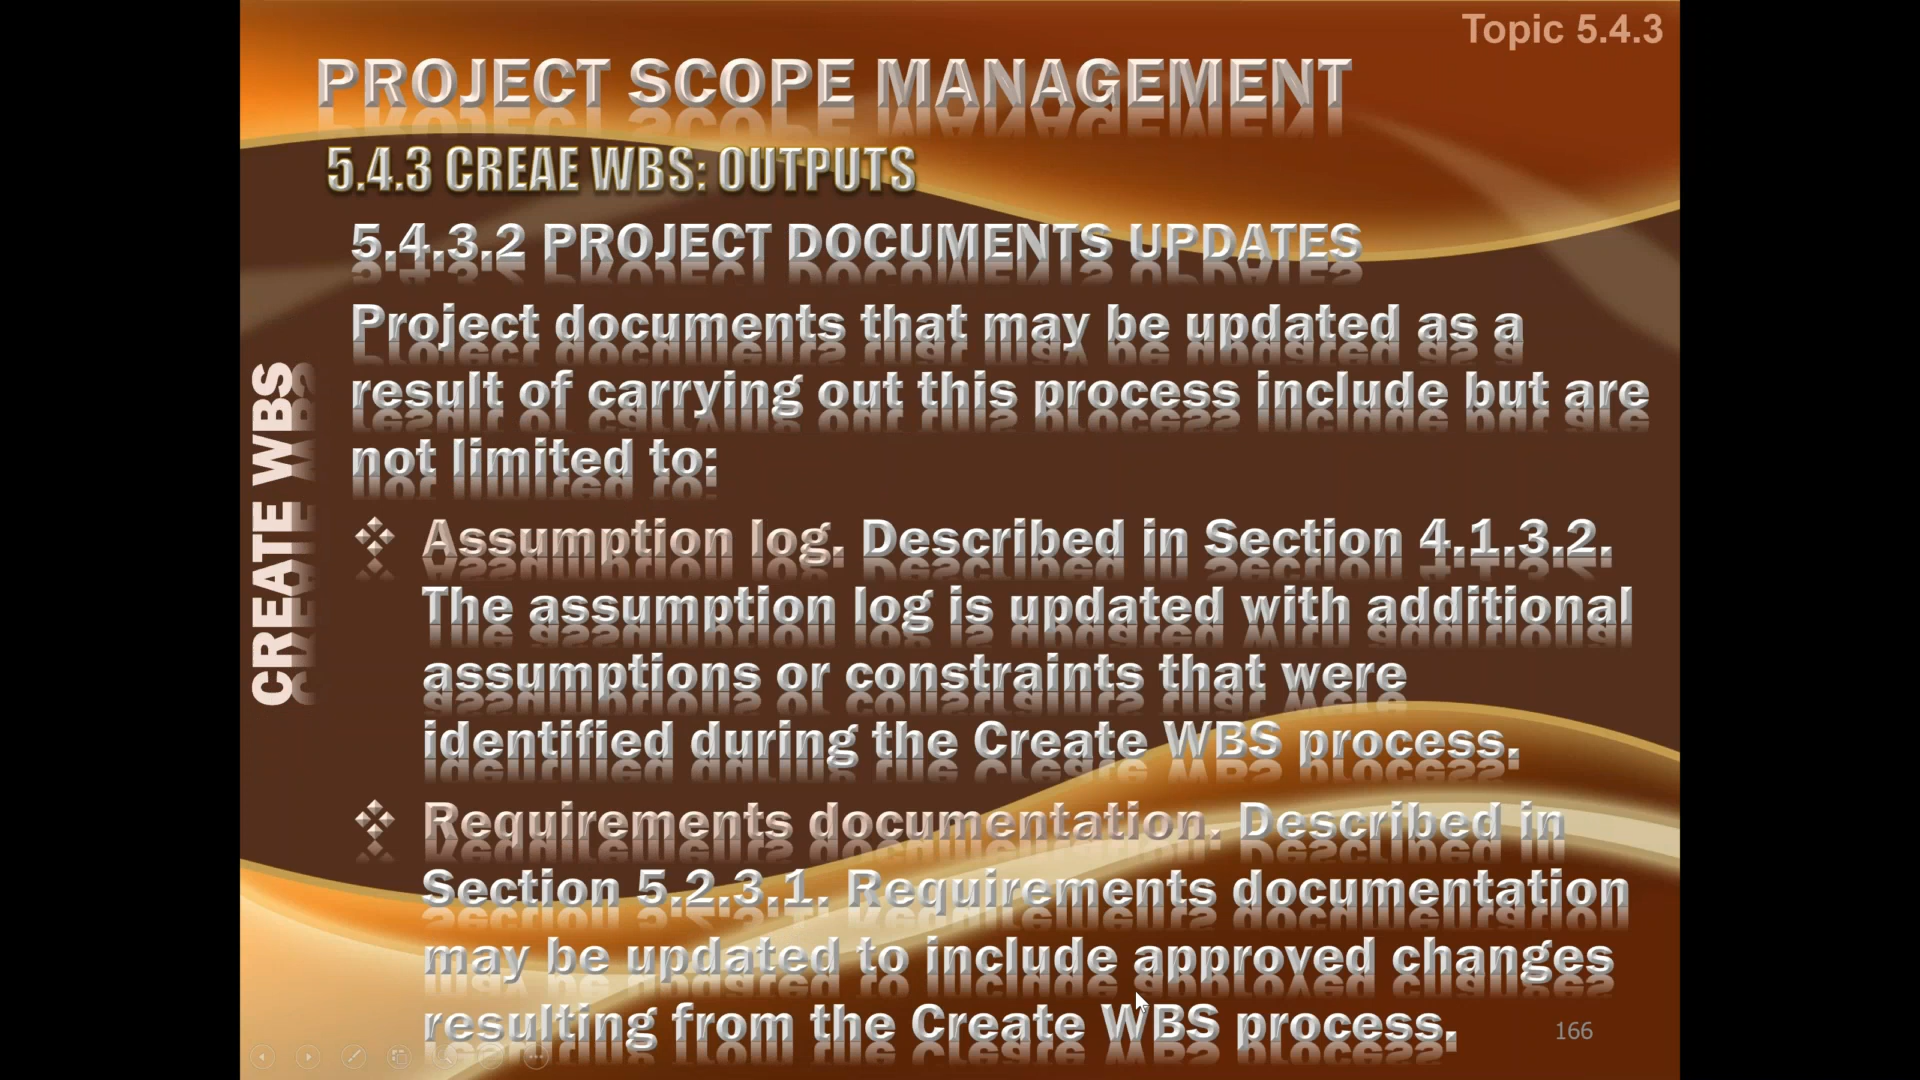 Topic 5.4.3
PROJECT SCOPE MANAGEMENT
5.4.3 CREAE WBS: OUTPUTS
5.4.3.2 PROJECT DOCUMENTS UPDATES
Project documents that may be updated as a
result of carrying out this process include but are
not limited to:
CREATE WBS
Assumption log. Described in Section 4.1.3.2.
The assumption log is updated with additional
assumptions or constraints that were
identified during the Create WBS process.
Requirements documentation. Described in
Section 5.2.3.1. Requirements documentation
may be updated to include approved changes
resulting from the Create WBS process.
166